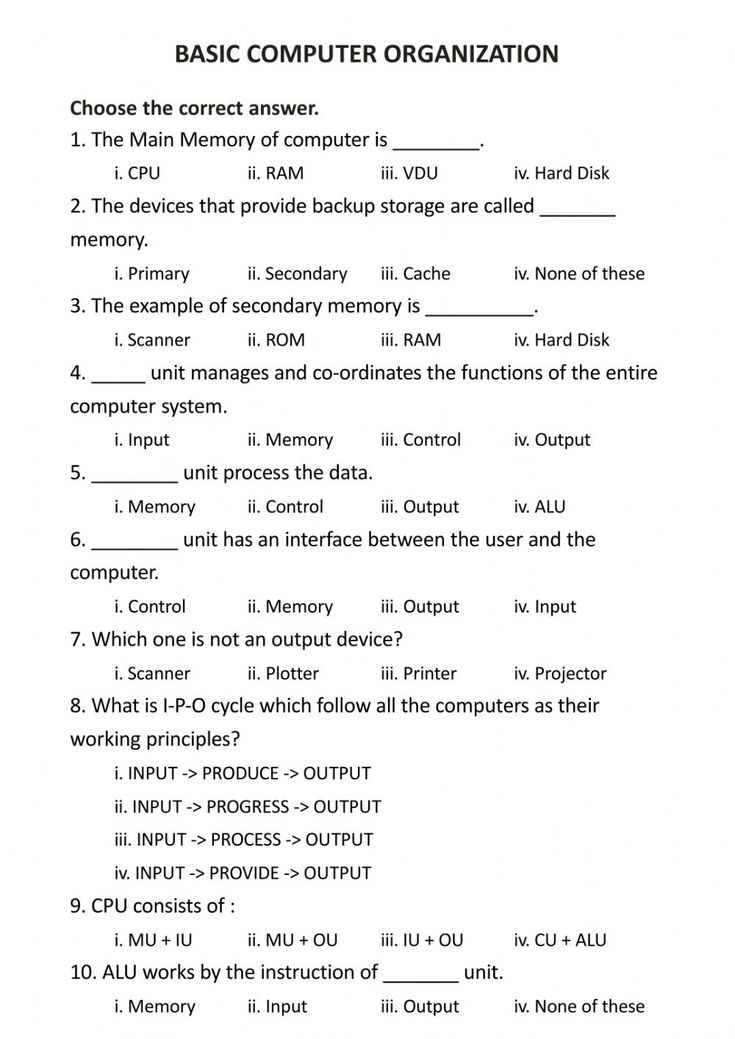 BASIC COMPUTER ORGANIZATION
Choose the correct answer.
1. The Main Memory of computer is ________.
i. CPU ii. RAM iii. VDU iv. Hard Disk
2. The devices that provide backup storage are called _______
memory.
i. Primary ii. Secondary iii. Cache iv. None of these
3. The example of secondary memory is __________.
i. Scanner ii. ROM iii. RAM iv. Hard Disk
4. _____ unit manages and co-ordinates the functions of the entire
computer system.
i. Input ii. Memory iii. Control iv. Output
5. ________ unit process the data.
i. Memory ii. Control iii. Output iv. ALU
6. ________ unit has an interface between the user and the
computer.
i. Control ii. Memory iii. Output iv. Input
7. Which one is not an output device?
i. Scanner ii. Plotter iii. Printer iv. Projector
8. What is I-P-O cycle which follow all the computers as their
working principles?
i. INPUT -> PRODUCE -> OUTPUT
ii. INPUT -> PROGRESS -> OUTPUT
iii. INPUT -> PROCESS -> OUTPUT
iv. INPUT -> PROVIDE -> OUTPUT
9. CPU consists of :
i. MU + IU ii. MU + OU iii. IU + OU iv. CU + ALU
10. ALU works by the instruction of _______ unit.
i. Memory ii. Input iii. Output iv. None of these